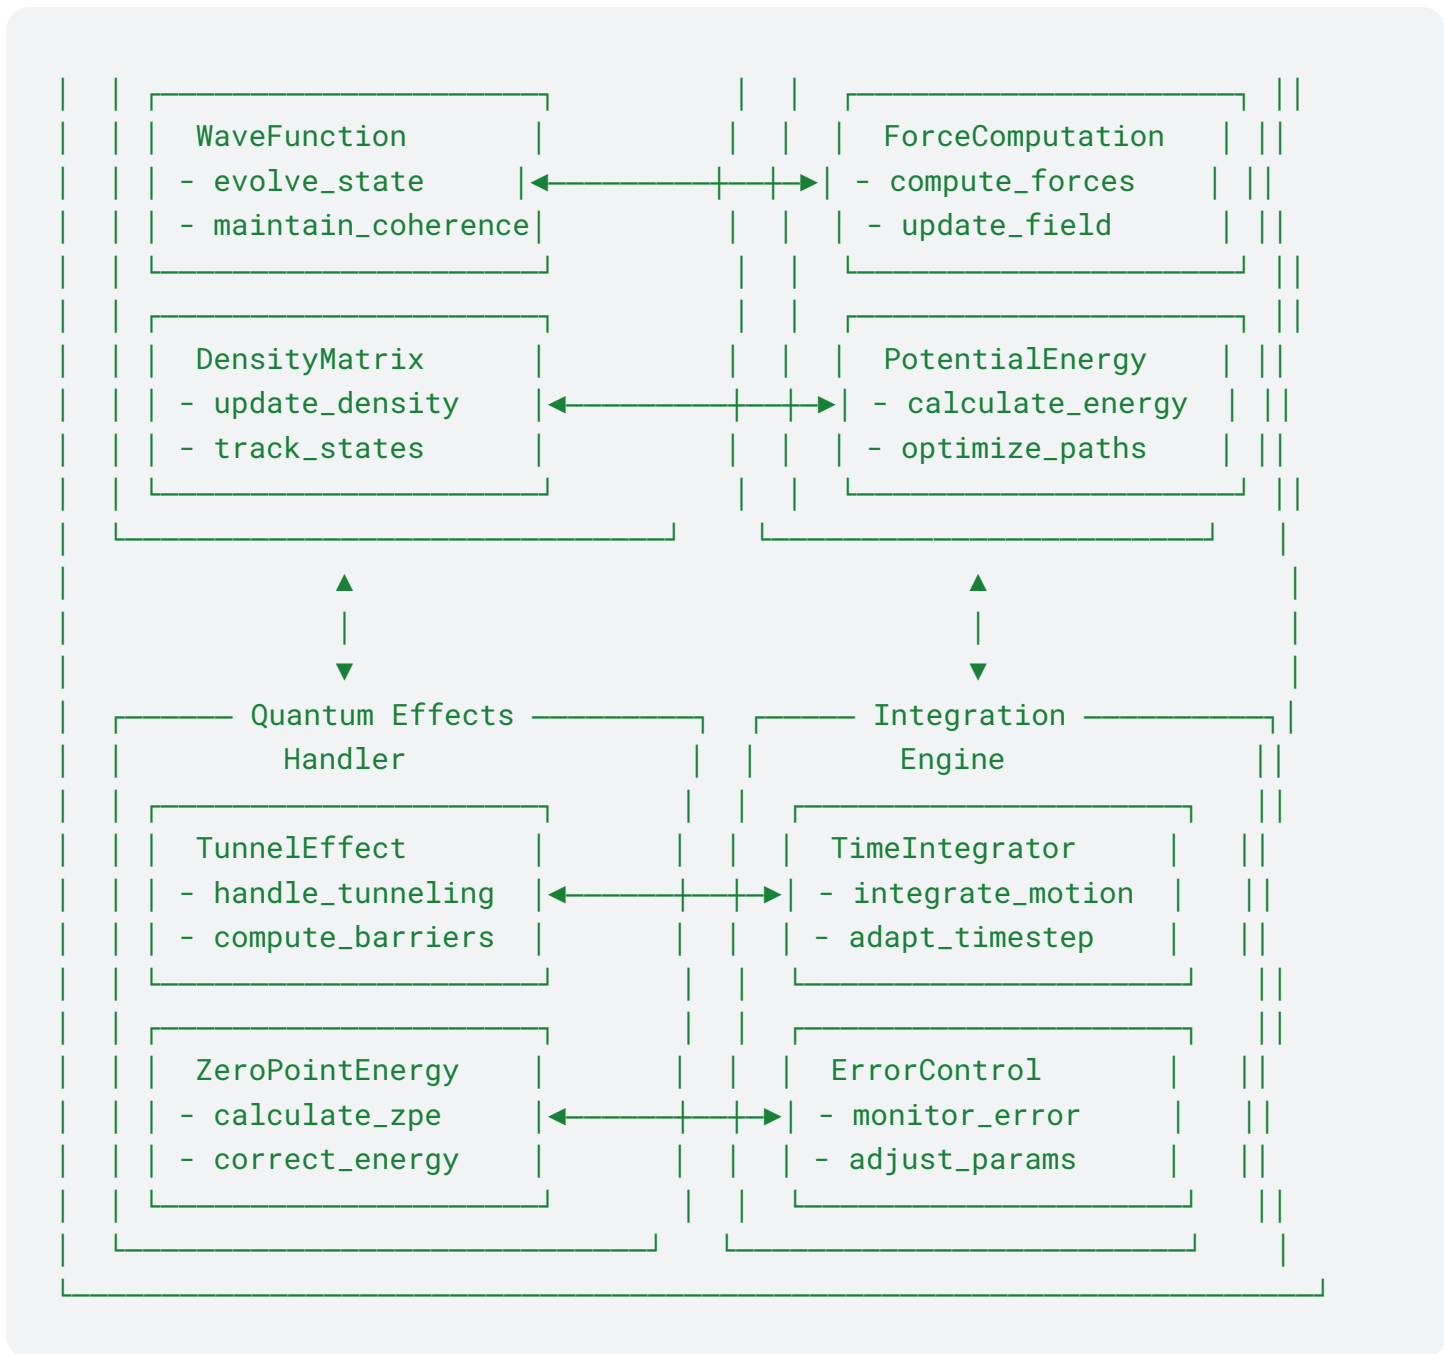 WaveFunction ForceComputation
- evolve_state - compute_forces
- maintain_coherence - update_field
DensityMatrix PotentialEnergy
- update_density - calculate_energy
- track_states - optimize_paths
Quantum Effects Integration
Handler Engine
TunnelEffect TimeIntegrator
- handle_tunneling - integrate_motion
- compute_barriers - adapt_timestep
ZeroPointEnergy ErrorControl
- calculate_zpe - monitor_error
- correct_energy - adjust_params